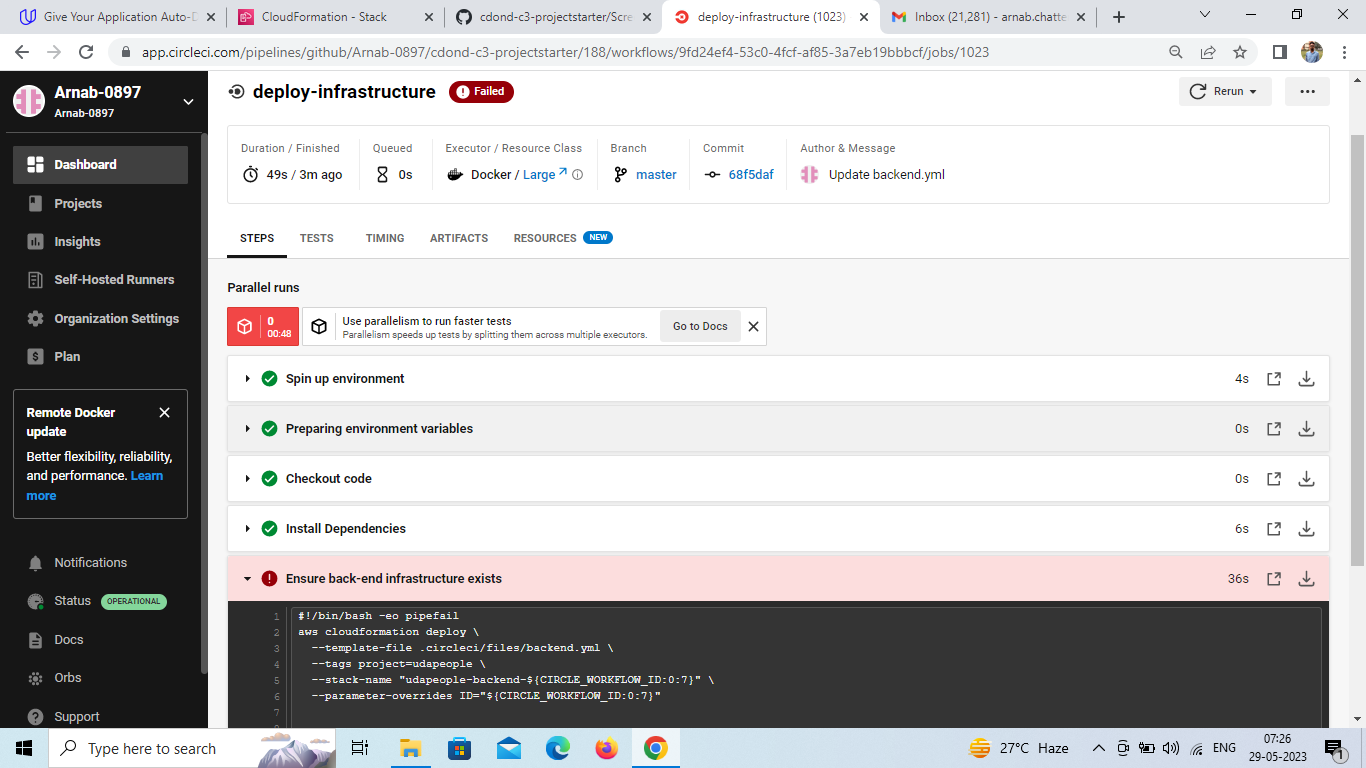 Give Your Application Auto-D
CloudFormation - Stack
cdond-c3-projectstarter/Scre
deploy-infrastructure (1023)
Inbox (21,281) - arnab.chatte
app.circleci.com/pipelines/github/Arnab-0897/cdond-c3-projectstarter/188/workflows/9fd24ef4-53c0-4fcf-af85-3a7eb19bbbcf/jobs/1023
Arnab-0897
Arnab-0897
Dashboard
Projects
Insights
Self-Hosted Runners
Organization Settings
Plan
Remote Docker
update
Better flexibility, reliability,
and performance. Learn
more
Notifications
Status OPERATIONAL
Docs
Orbs
Support
deploy-infrastructure Failed
Rerun
Duration / Finished
49s / 3m ago
Queued
0s
Executor / Resource Class
Docker / Large
Branch
master
Commit
68f5daf
Author & Message
Update backend.yml
STEPS TESTS TIMING ARTIFACTS RESOURCES NEW
Parallel runs
0
00:48
Use parallelism to run faster tests
Parallelism speeds up tests by splitting them across multiple executors.
Go to Docs
Spin up environment 4s
Preparing environment variables 0s
Checkout code 0s
Install Dependencies 6s
Ensure back-end infrastructure exists 36s
1 #!/bin/bash -eo pipefail
2 aws cloudformation deploy \
3 --template-file .circleci/files/backend.yml \
4 --tags project=udapeople \
5 --stack-name "udapeople-backend-${CIRCLE_WORKFLOW_ID:0:7}" \
6 --parameter-overrides ID="${CIRCLE_WORKFLOW_ID:0:7}"
7
Type here to search
27°C Haze
ENG
07:26
29-05-2023
1